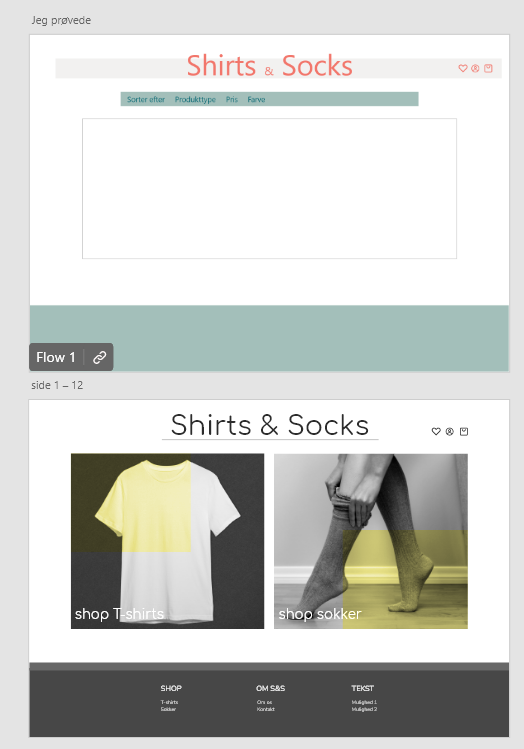 Jeg prøvede
Shirts & Socks
Sorter efter Produkttype Pris Farve
Flow 1
side 1 – 12
Shirts & Socks
shop T-shirts
shop sokker
SHOP
T-shirts
Sokker
OM S&S
Om os
Kontakt
TEKST
Mulighed 1
Mulighed 2